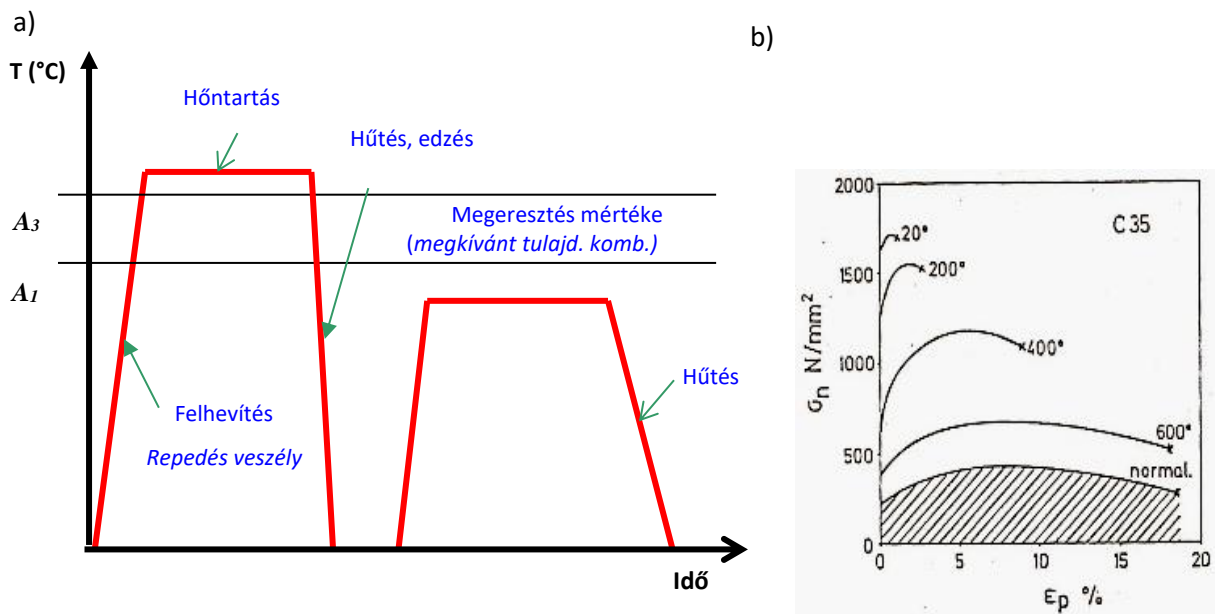 a)
T (°C)
Hőntartás
Hűtés, edzés
A3
Megeresztés mértéke
(megkívánt tulajd. komb.)
A1
Felhevítés
Repedés veszély
Hűtés
Idő
b)
2000
C 35
20°
200°
1500
σn N/mm²
1000
400°
600°
500
normal.
0
0 5 10 15 20
εp %